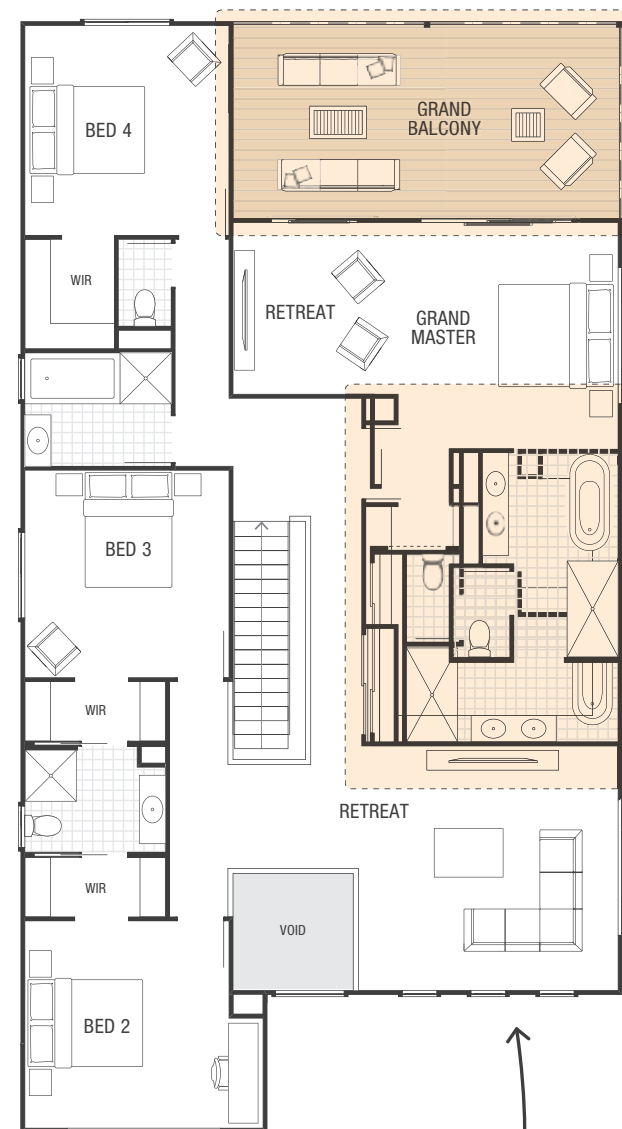 GRAND
BALCONY
BED 4
WIR
RETREAT
GRAND
MASTER
BED 3
WIR
RETREAT
WIR
VOID
BED 2